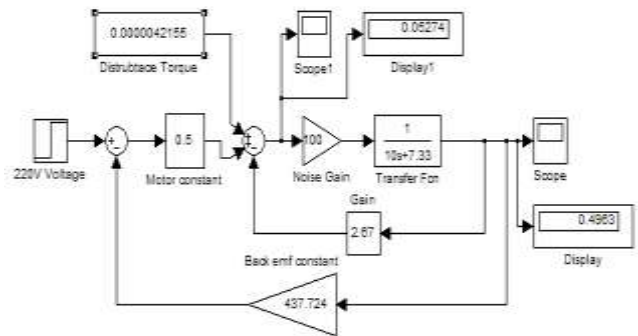 0.0000042155
Distrubtace Torque
Scope1
0.05274
Display1
220V Voltage
0.5
Motor constant
100
Noise Gain
1
10s+7.33
Transfer Fcn
Scope
0.4963
Display
Gain
2.67
Back emf constant
437.724